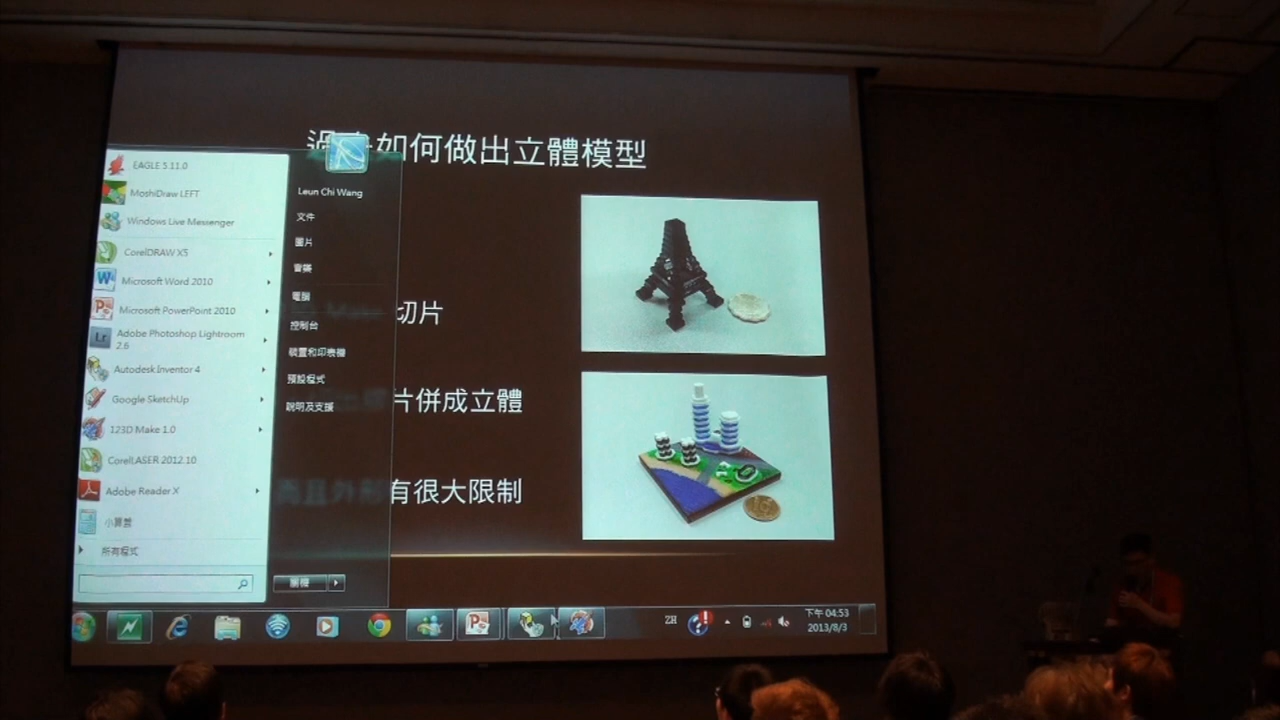 如何做出立體模型
EAGLE 5.11.0
MoshiDraw LEFT
Windows Live Messenger
CorelDRAW X5
Microsoft Word 2010
Microsoft PowerPoint 2010
Adobe Photoshop Lightroom
2.6
Autodesk Inventor 4
Google SketchUp
123D Make 1.0
CorelLASER 2012.10
Adobe Reader X
小算盤
所有程式
Leun Chi Wang
文件
圖片
音樂
電腦
控制台
裝置和印表機
預設程式
說明及支援
關機
切片
片併成立體
有很大限制
ZH
下午 04:53
2013/8/3